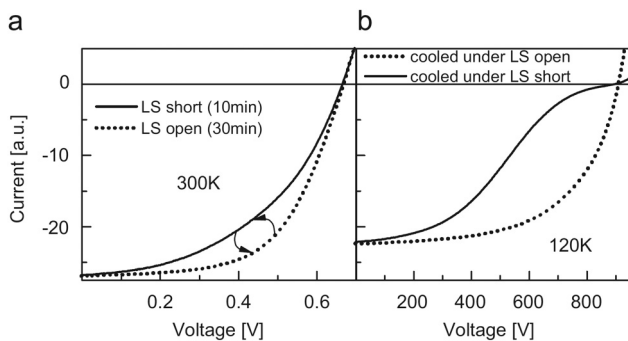 a
b
cooled under LS open
cooled under LS short
0
LS short (10min)
LS open (30min)
-10
300K
-20
120K
Current [a.u.]
0.2 0.4 0.6
200 400 600 800
Voltage [V]
Voltage [V]